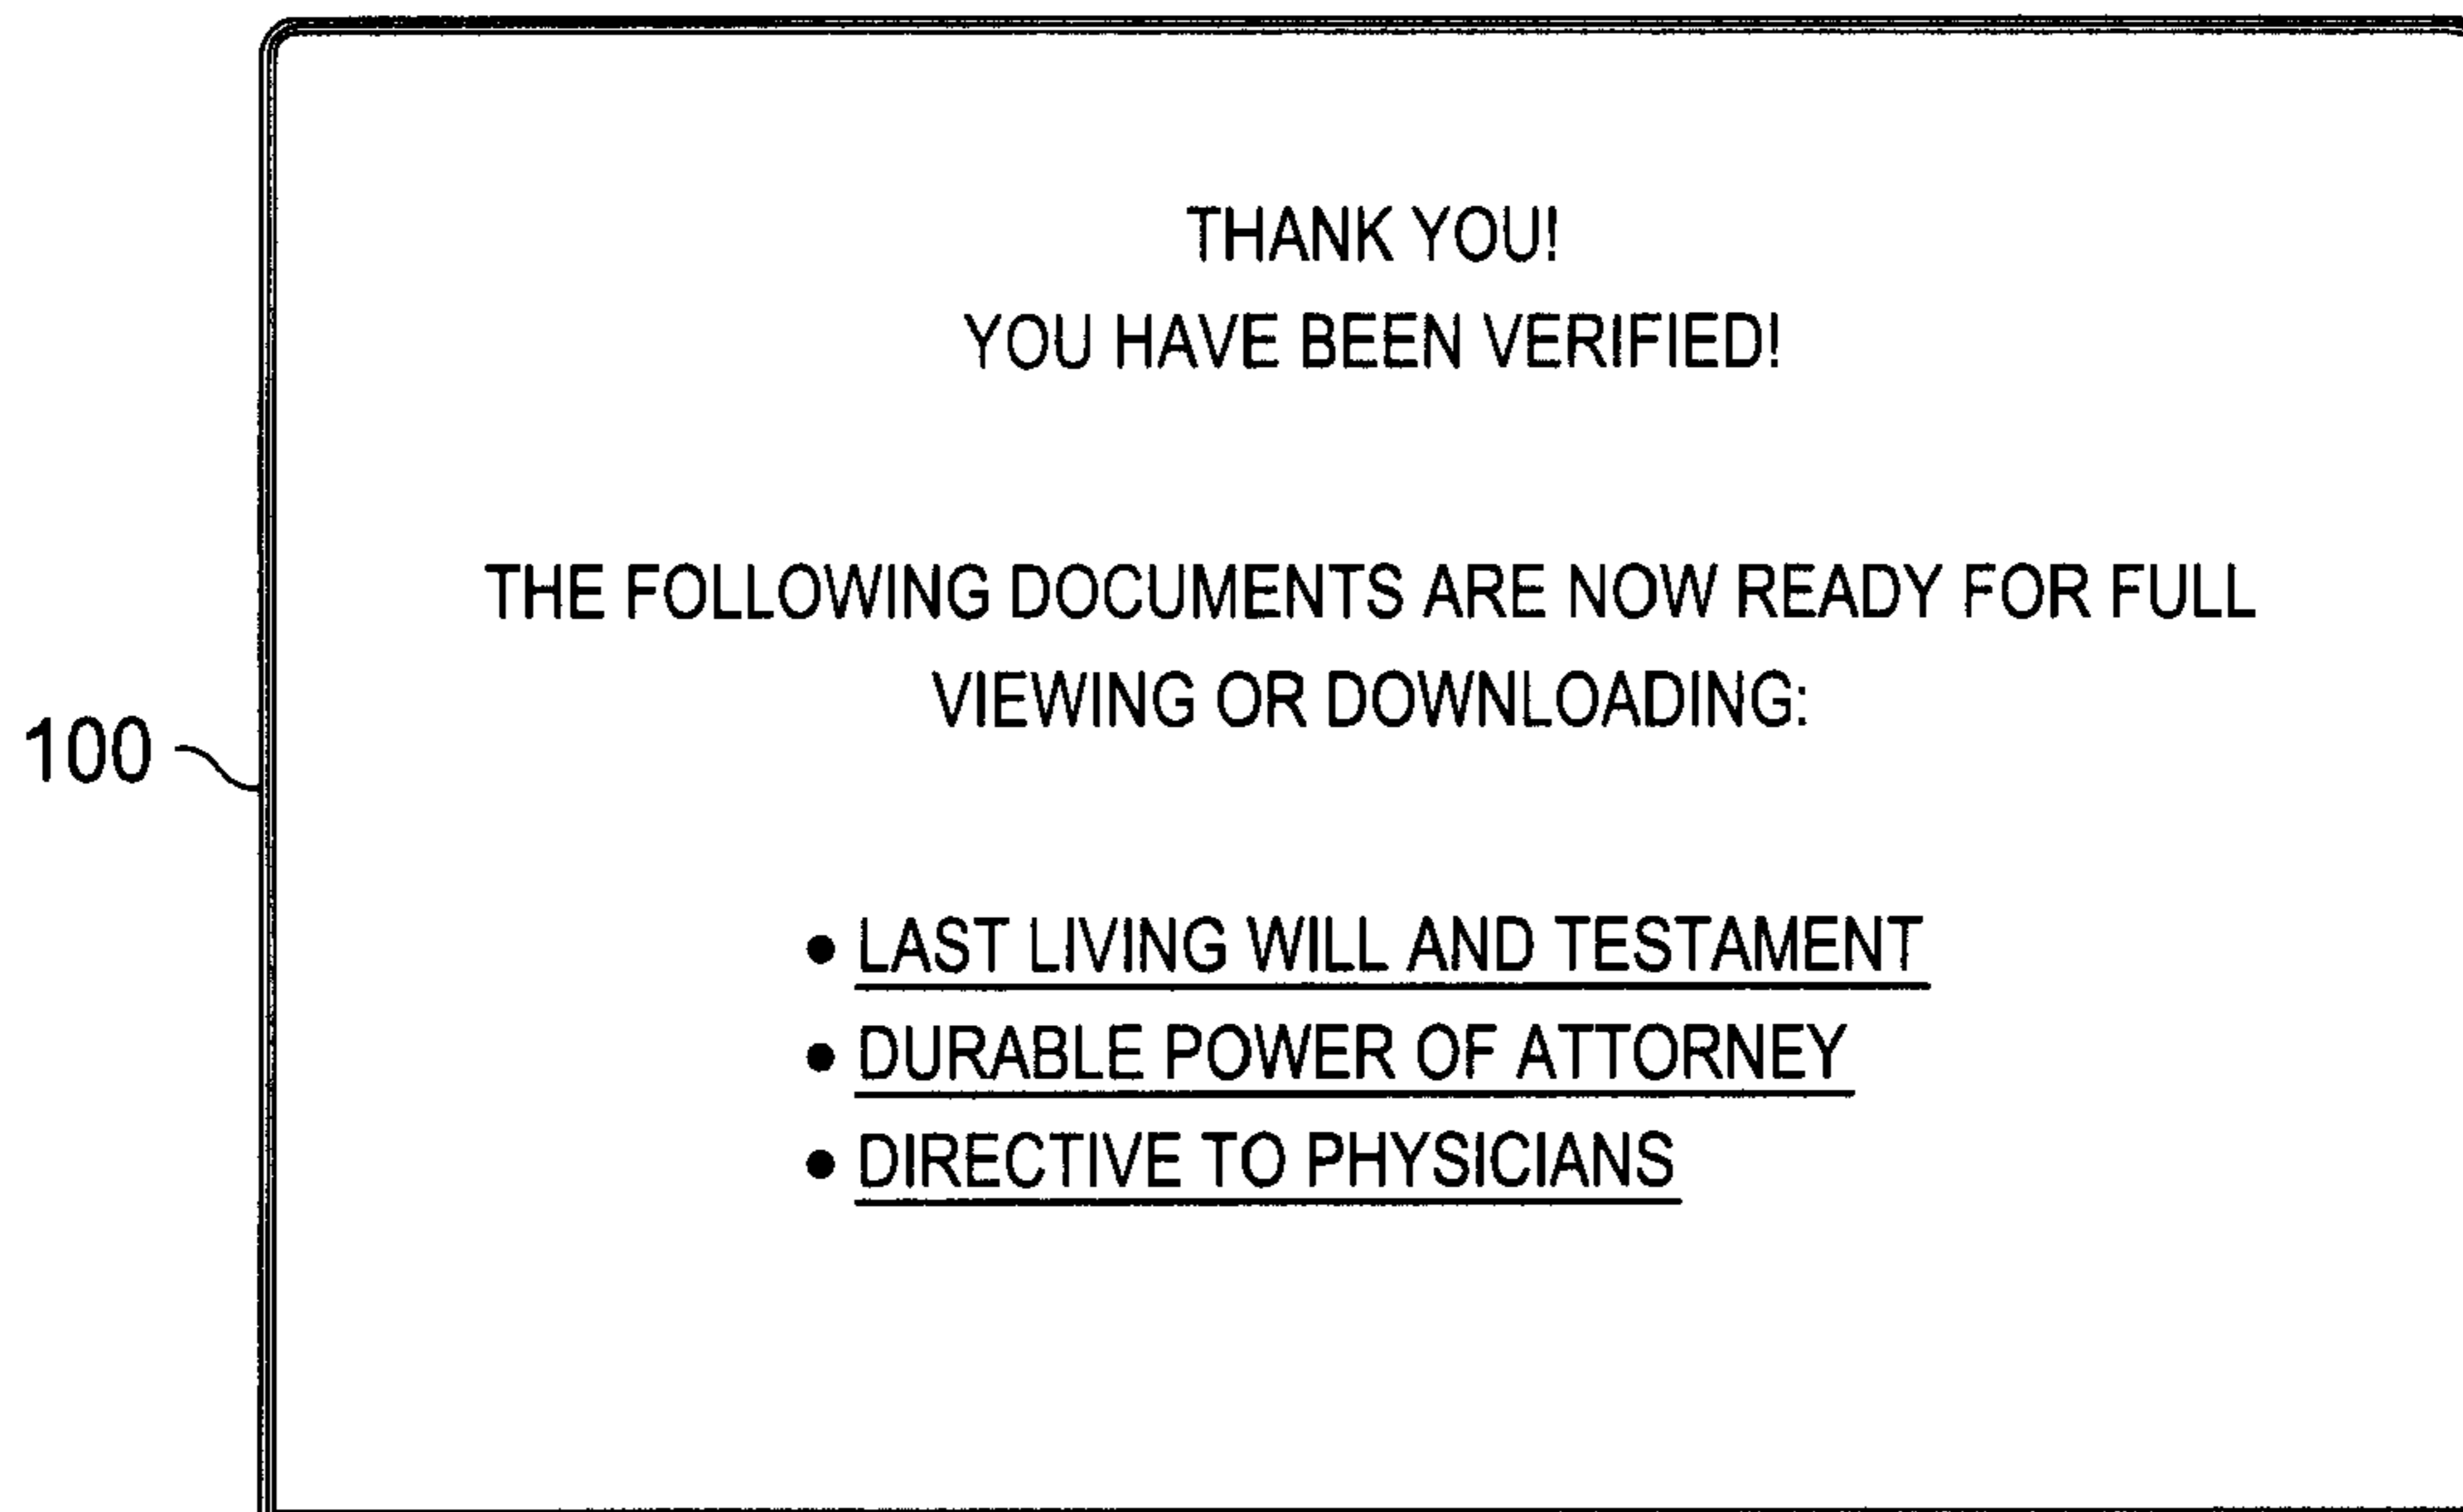 THANK YOU!
YOU HAVE BEEN VERIFIED!
THE FOLLOWING DOCUMENTS ARE NOW READY FOR FULL
VIEWING OR DOWNLOADING:
100
• LAST LIVING WILL AND TESTAMENT
• DURABLE POWER OF ATTORNEY
• DIRECTIVE TO PHYSICIANS